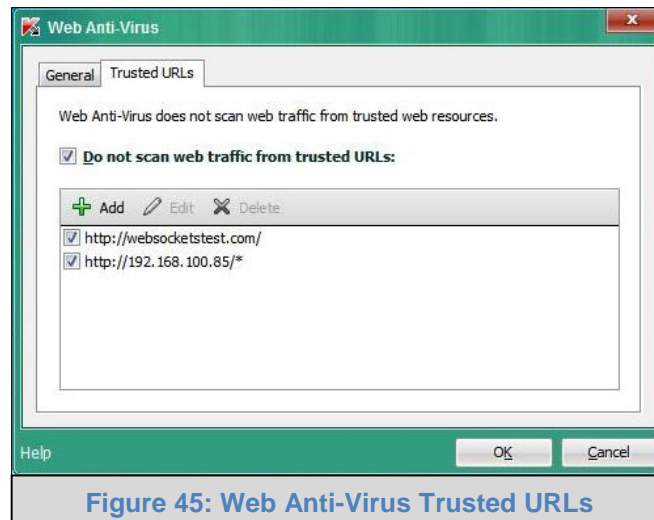 Web Anti-Virus
x
General Trusted URLs
Web Anti-Virus does not scan web traffic from trusted web resources.
Do not scan web traffic from trusted URLs:
Add Edit Delete
http://websocketstest.com/
http://192.168.100.85/*
Help OK Cancel
Figure 45: Web Anti-Virus Trusted URLs